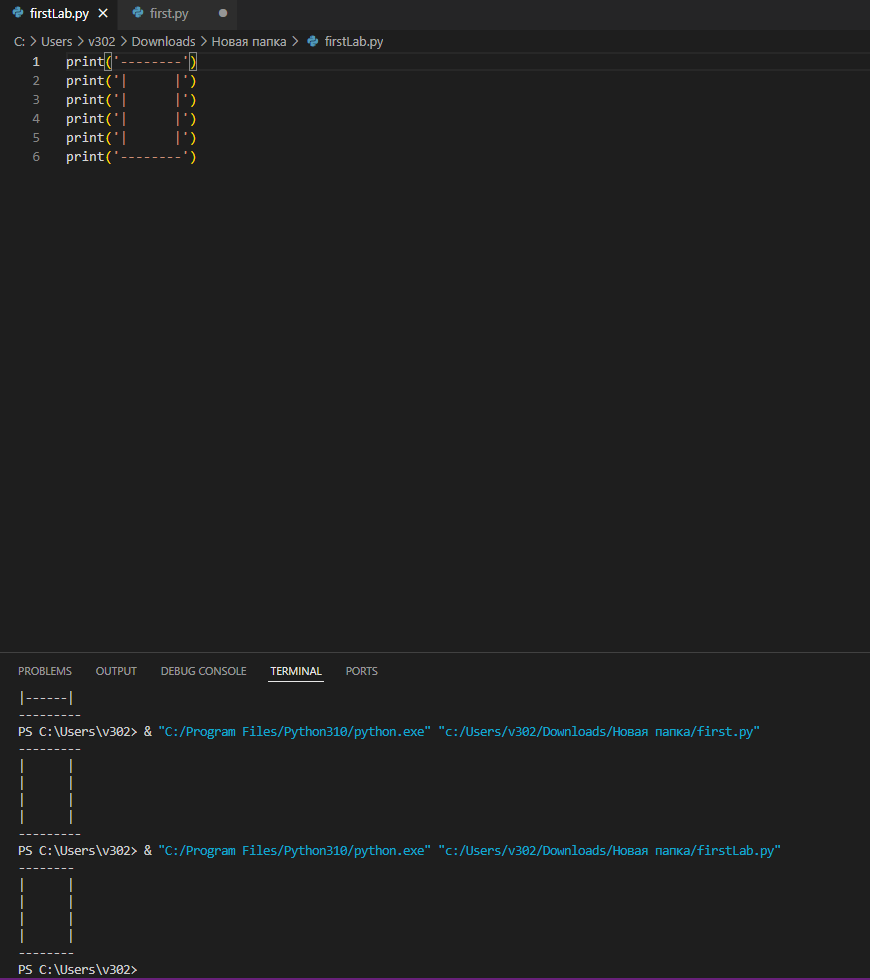 firstLab.py first.py
C: > Users > v302 > Downloads > Новая папка > firstLab.py
1 print('--------')
2 print('|      |')
3 print('|      |')
4 print('|      |')
5 print('|      |')
6 print('--------')
PROBLEMS OUTPUT DEBUG CONSOLE TERMINAL PORTS
|------|
---------
PS C:\Users\v302> & "C:/Program Files/Python310/python.exe" "c:/Users/v302/Downloads/Новая папка/first.py"
---------
|      |
|      |
|      |
|      |
---------
PS C:\Users\v302> & "C:/Program Files/Python310/python.exe" "c:/Users/v302/Downloads/Новая папка/firstLab.py"
--------
|      |
|      |
|      |
|      |
--------
PS C:\Users\v302>